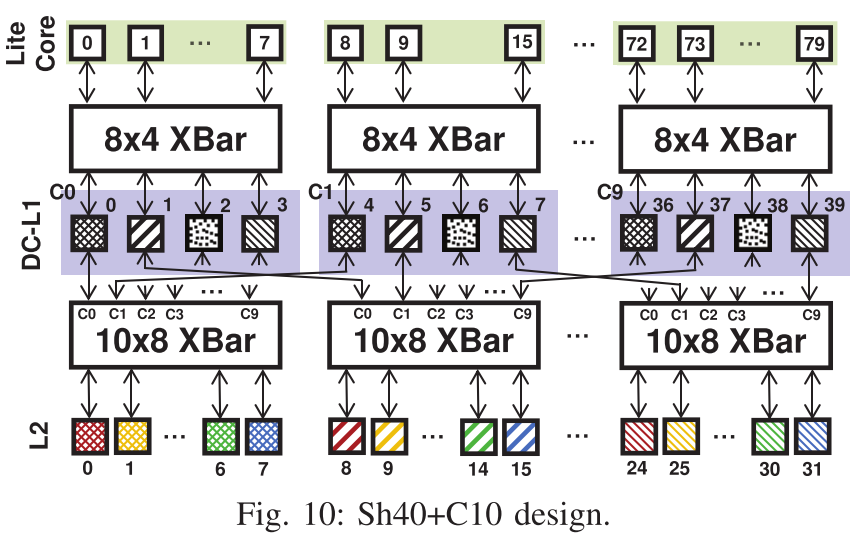 Lite Core
0 1 ... 7 8 9 15 ... 72 73 ... 79
8x4 XBar 8x4 XBar ... 8x4 XBar
C0 C1 C9
DC-L1
0 1 2 3 4 5 6 7 ... 36 37 38 39
... ... ...
C0 C1 C2 C3 C9 C0 C1 C2 C3 C9 C0 C1 C2 C3 C9
10x8 XBar 10x8 XBar ... 10x8 XBar
L2
... ... ... ...
0 1 6 7 8 9 14 15 24 25 30 31
Fig. 10: Sh40+C10 design.